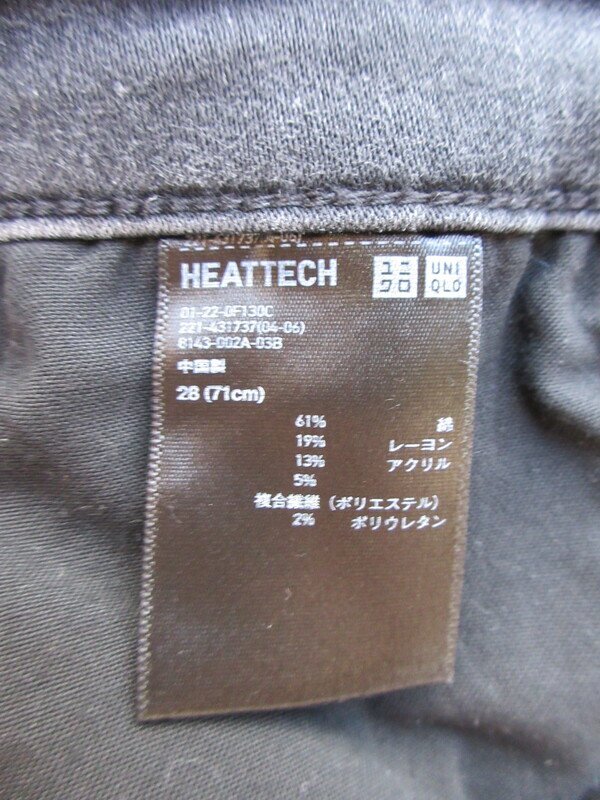 HEATTECH ユニクロ UNIQLO
01-22-0F130C
221-431737(04-06)
8143-002A-03B
中国製
28 (71cm)
61% 綿
19% レーヨン
13% アクリル
5%
複合繊維 (ポリエステル)
2% ポリウレタン